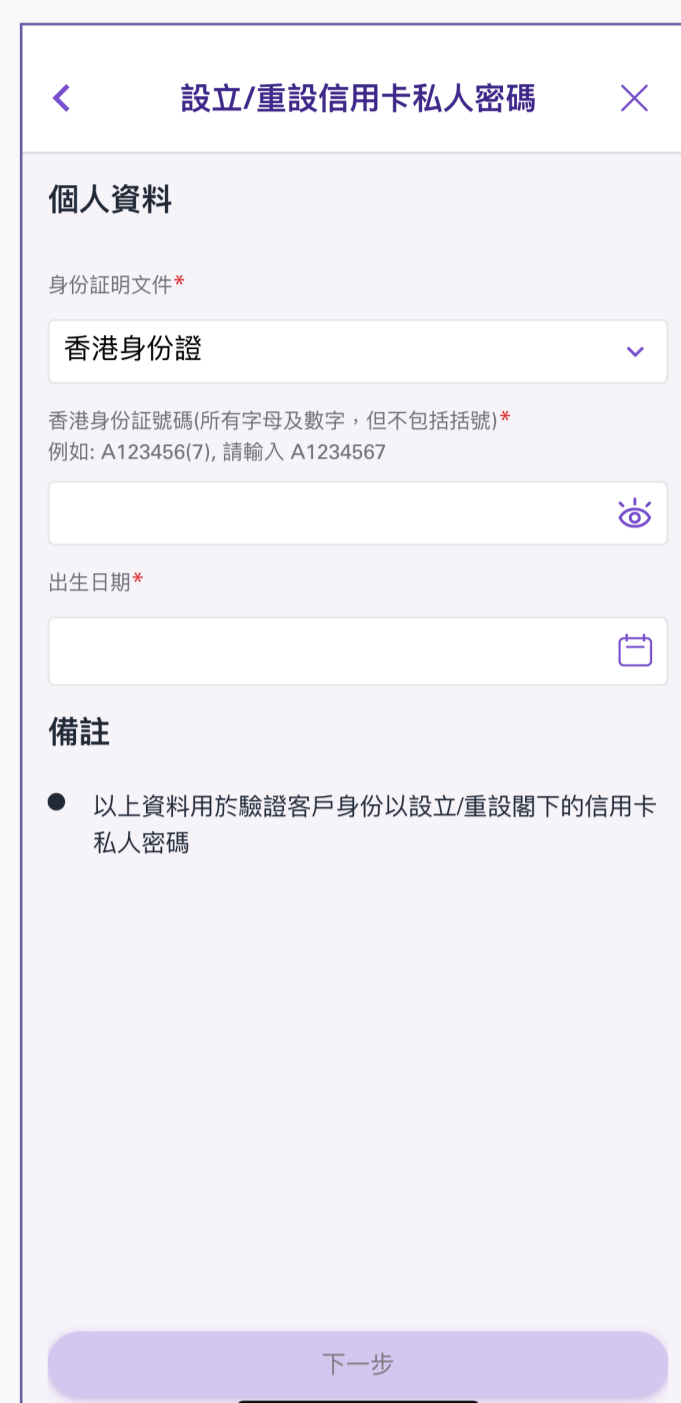 設立/重設信用卡私人密碼
個人資料
身份証明文件*
香港身份證
香港身份証號碼(所有字母及數字，但不包括括號)*
例如: A123456(7), 請輸入 A1234567
出生日期*
備註
● 以上資料用於驗證客戶身份以設立/重設閣下的信用卡
私人密碼
下一步